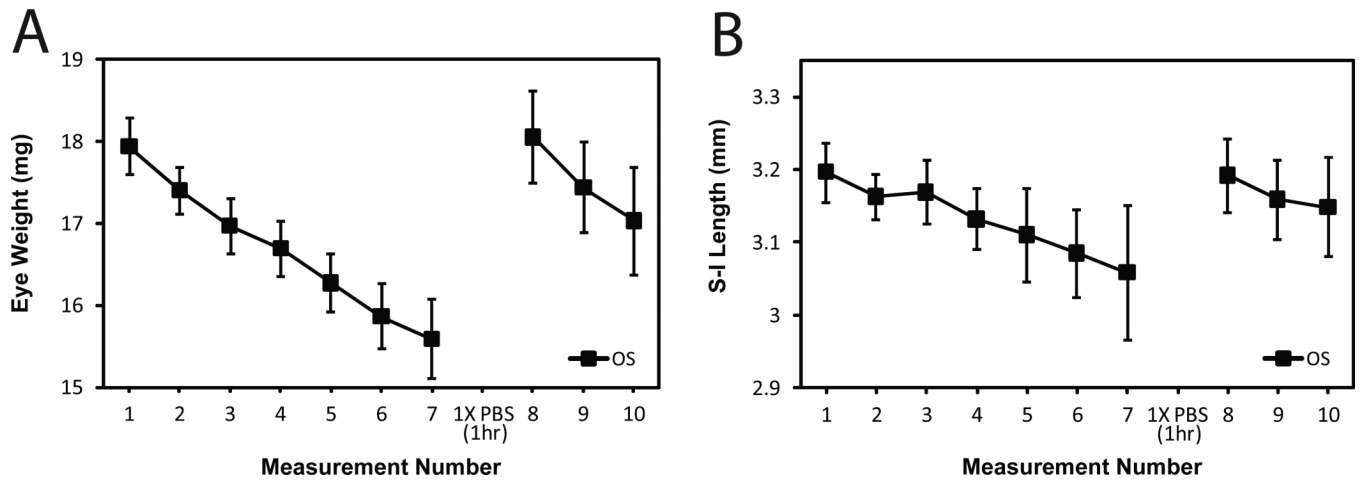 A
19
18
17
16
15
Eye Weight (mg)
1 2 3 4 5 6 7 1X PBS 8 9 10
(1hr)
Measurement Number
OS
B
3.3
3.2
3.1
3
2.9
S-I Length (mm)
1 2 3 4 5 6 7 1X PBS 8 9 10
(1hr)
Measurement Number
OS